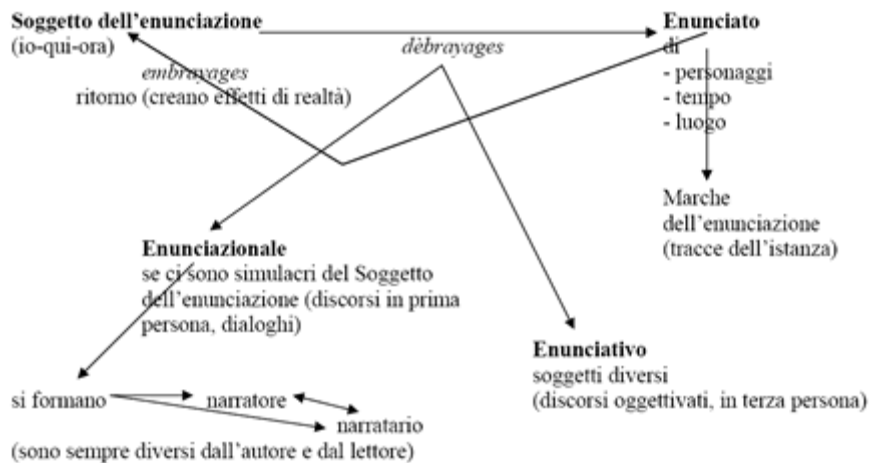 Soggetto dell'enunciazione
(io-qui-ora)
dèbrayages
embrayages
ritorno (creano effetti di realtà)
Enunciato
di
- personaggi
- tempo
- luogo
Marche
dell'enunciazione
(tracce dell'istanza)
Enunciazionale
se ci sono simulacri del Soggetto
dell'enunciazione (discorsi in prima
persona, dialoghi)
Enunciativo
soggetti diversi
(discorsi oggettivati, in terza persona)
si formano
narratore
narratario
(sono sempre diversi dall'autore e dal lettore)